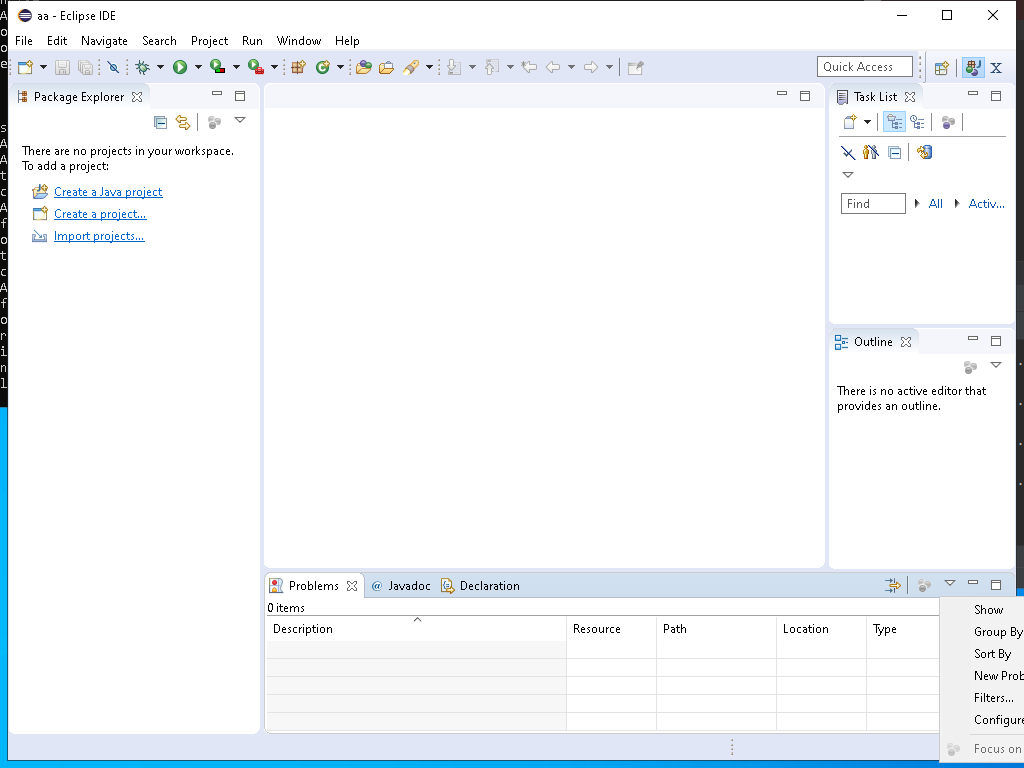 aa - Eclipse IDE
File Edit Navigate Search Project Run Window Help
Quick Access
Package Explorer
There are no projects in your workspace.
To add a project:
Create a Java project
Create a project...
Import projects...
Task List
Find All Activ...
Outline
There is no active editor that
provides an outline.
Problems @ Javadoc Declaration
0 items
Description Resource Path Location Type
Show
Group By
Sort By
New Prob
Filters...
Configure
Focus on